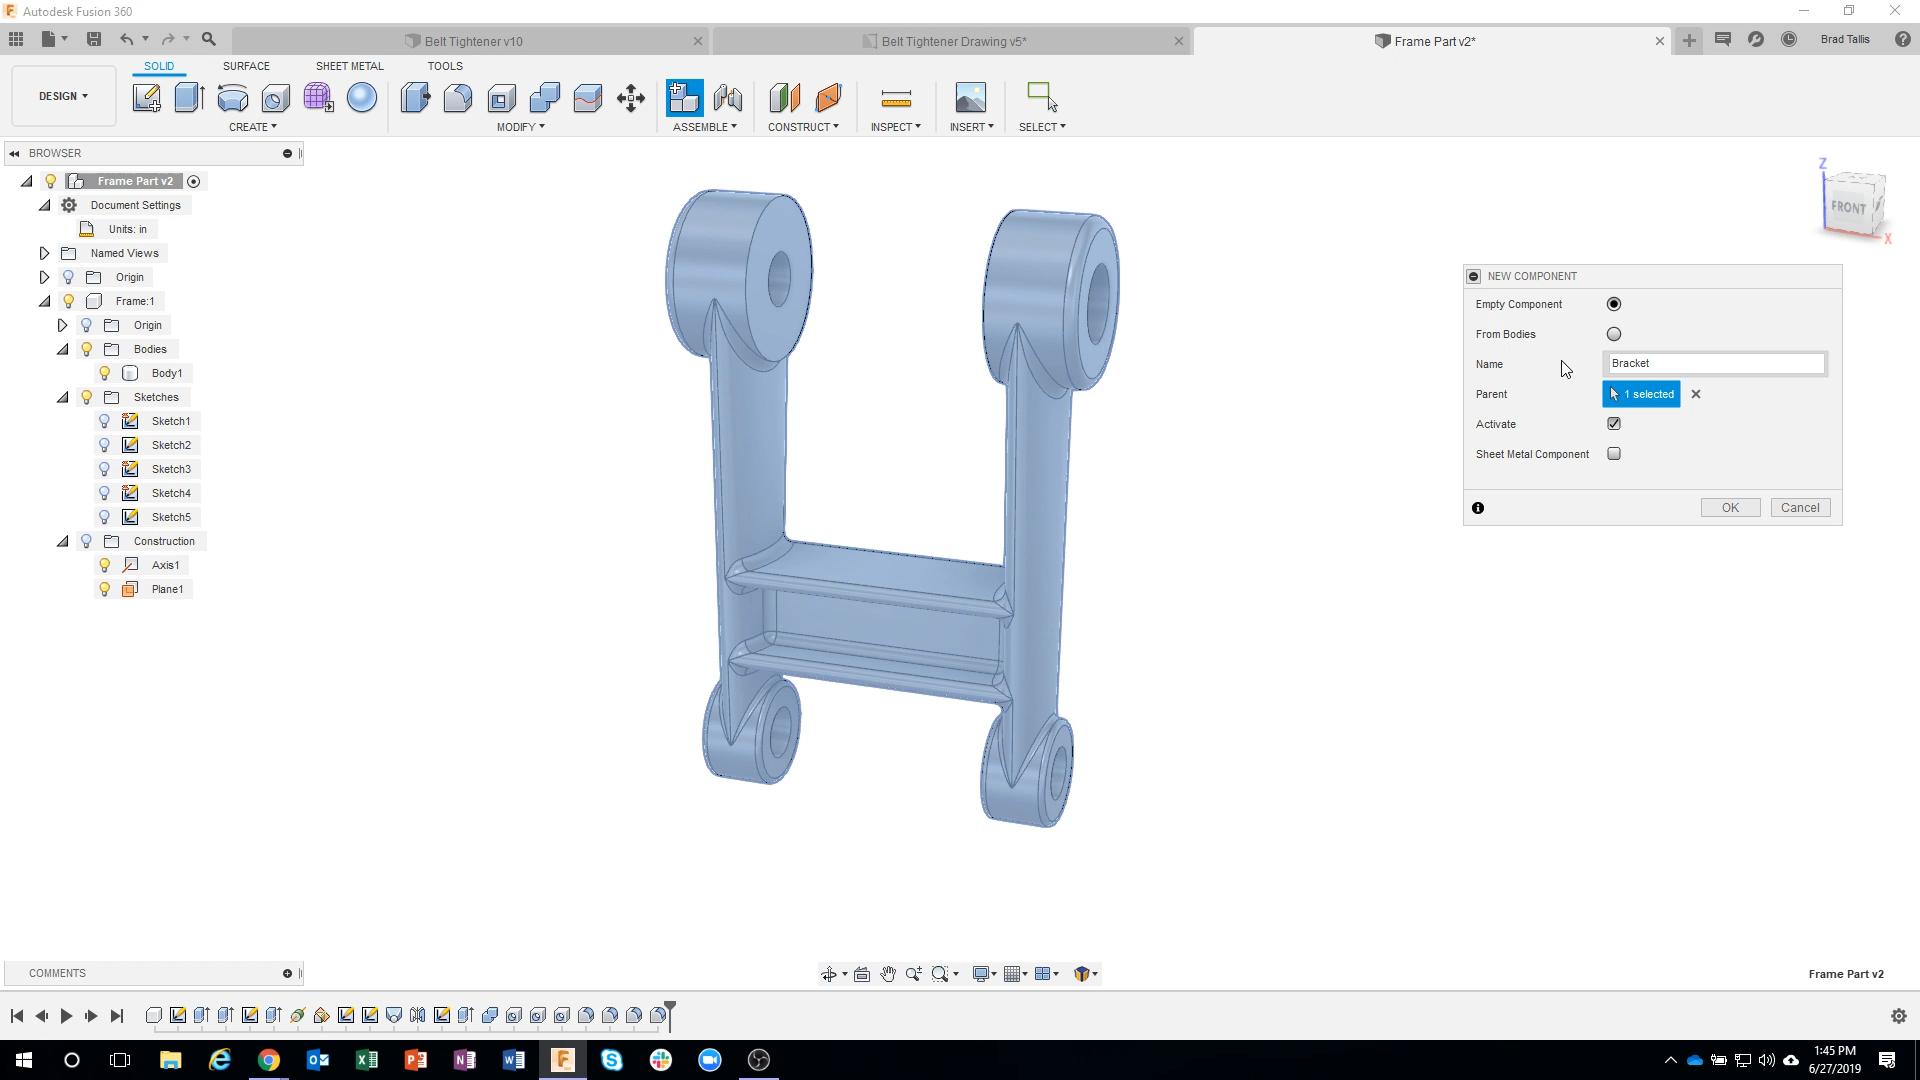 Autodesk Fusion 360
Belt Tightener v10
Belt Tightener Drawing v5*
Frame Part v2*
Brad Tallis
DESIGN
SOLID
SURFACE
SHEET METAL
TOOLS
CREATE
MODIFY
ASSEMBLE
CONSTRUCT
INSPECT
INSERT
SELECT
BROWSER
Frame Part v2
Document Settings
Units: in
Named Views
Origin
Frame:1
Origin
Bodies
Body1
Sketches
Sketch1
Sketch2
Sketch3
Sketch4
Sketch5
Construction
Axis1
Plane1
Z
FRONT
X
NEW COMPONENT
Empty Component
From Bodies
Name
Bracket
Parent
1 selected
Activate
Sheet Metal Component
OK
Cancel
COMMENTS
Frame Part v2
1:45 PM
6/27/2019